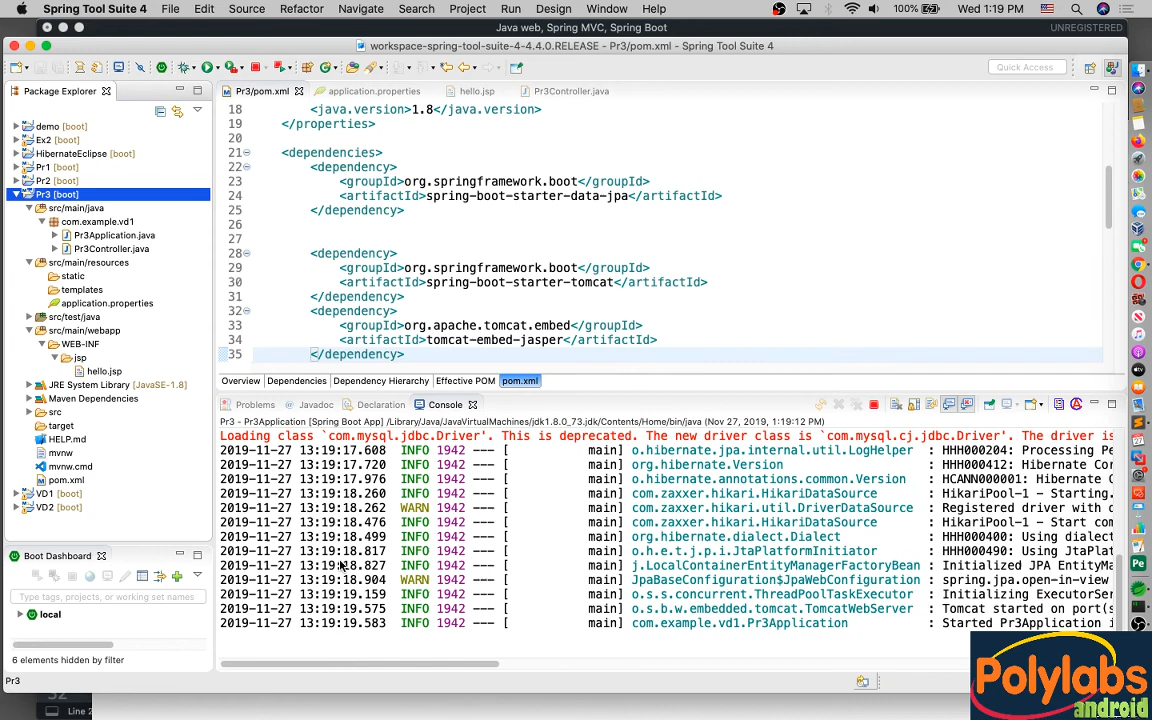 Spring Tool Suite 4 File Edit Source Refactor Navigate Search Project Run Design Window Help 100% Wed 1:19 PM
Java web, Spring MVC, Spring Boot UNREGISTERED
workspace-spring-tool-suite-4-4.4.0.RELEASE - Pr3/pom.xml - Spring Tool Suite 4
Quick Access
Package Explorer
demo [boot]
Ex2 [boot]
HibernateEclipse [boot]
Pr1 [boot]
Pr2 [boot]
Pr3 [boot]
src/main/java
com.example.vd1
Pr3Application.java
Pr3Controller.java
src/main/resources
static
templates
application.properties
src/test/java
src/main/webapp
WEB-INF
jsp
hello.jsp
JRE System Library [JavaSE-1.8]
Maven Dependencies
src
target
HELP.md
mvnw
mvnw.cmd
pom.xml
VD1 [boot]
VD2 [boot]
Boot Dashboard
Type tags, projects, or working set names
local
6 elements hidden by filter
Pr3
Pr3/pom.xml application.properties hello.jsp Pr3Controller.java
18 <java.version>1.8</java.version>
19 </properties>
20
21 <dependencies>
22 <dependency>
23 <groupId>org.springframework.boot</groupId>
24 <artifactId>spring-boot-starter-data-jpa</artifactId>
25 </dependency>
26
27
28 <dependency>
29 <groupId>org.springframework.boot</groupId>
30 <artifactId>spring-boot-starter-tomcat</artifactId>
31 </dependency>
32 <dependency>
33 <groupId>org.apache.tomcat.embed</groupId>
34 <artifactId>tomcat-embed-jasper</artifactId>
35 </dependency>
Overview Dependencies Dependency Hierarchy Effective POM pom.xml
Problems Javadoc Declaration Console
Pr3 - Pr3Application [Spring Boot App] /Library/Java/JavaVirtualMachines/jdk1.8.0_73.jdk/Contents/Home/bin/java (Nov 27, 2019, 1:19:12 PM)
Loading class `com.mysql.jdbc.Driver'. This is deprecated. The new driver class is `com.mysql.cj.jdbc.Driver'. The driver is
2019-11-27 13:19:17.608 INFO 1942 --- [ main] o.hibernate.jpa.internal.util.LogHelper : HHH000204: Processing Pe
2019-11-27 13:19:17.720 INFO 1942 --- [ main] org.hibernate.Version : HHH000412: Hibernate Cor
2019-11-27 13:19:17.976 INFO 1942 --- [ main] o.hibernate.annotations.common.Version : HCANN000001: Hibernate C
2019-11-27 13:19:18.260 INFO 1942 --- [ main] com.zaxxer.hikari.HikariDataSource : HikariPool-1 - Starting.
2019-11-27 13:19:18.262 WARN 1942 --- [ main] com.zaxxer.hikari.util.DriverDataSource : Registered driver with d
2019-11-27 13:19:18.476 INFO 1942 --- [ main] com.zaxxer.hikari.HikariDataSource : HikariPool-1 - Start com
2019-11-27 13:19:18.499 INFO 1942 --- [ main] org.hibernate.dialect.Dialect : HHH000400: Using dialect
2019-11-27 13:19:18.817 INFO 1942 --- [ main] o.h.e.t.j.p.i.JtaPlatformInitiator : HHH000490: Using JtaPlat
2019-11-27 13:19:18.827 INFO 1942 --- [ main] j.LocalContainerEntityManagerFactoryBean : Initialized JPA EntityMa
2019-11-27 13:19:18.904 WARN 1942 --- [ main] JpaBaseConfiguration$JpaWebConfiguration : spring.jpa.open-in-view
2019-11-27 13:19:19.159 INFO 1942 --- [ main] o.s.s.concurrent.ThreadPoolTaskExecutor : Initializing ExecutorSer
2019-11-27 13:19:19.575 INFO 1942 --- [ main] o.s.b.w.embedded.tomcat.TomcatWebServer : Tomcat started on port(s
2019-11-27 13:19:19.583 INFO 1942 --- [ main] com.example.vd1.Pr3Application : Started Pr3Application i
Line 2
Polylabs
android